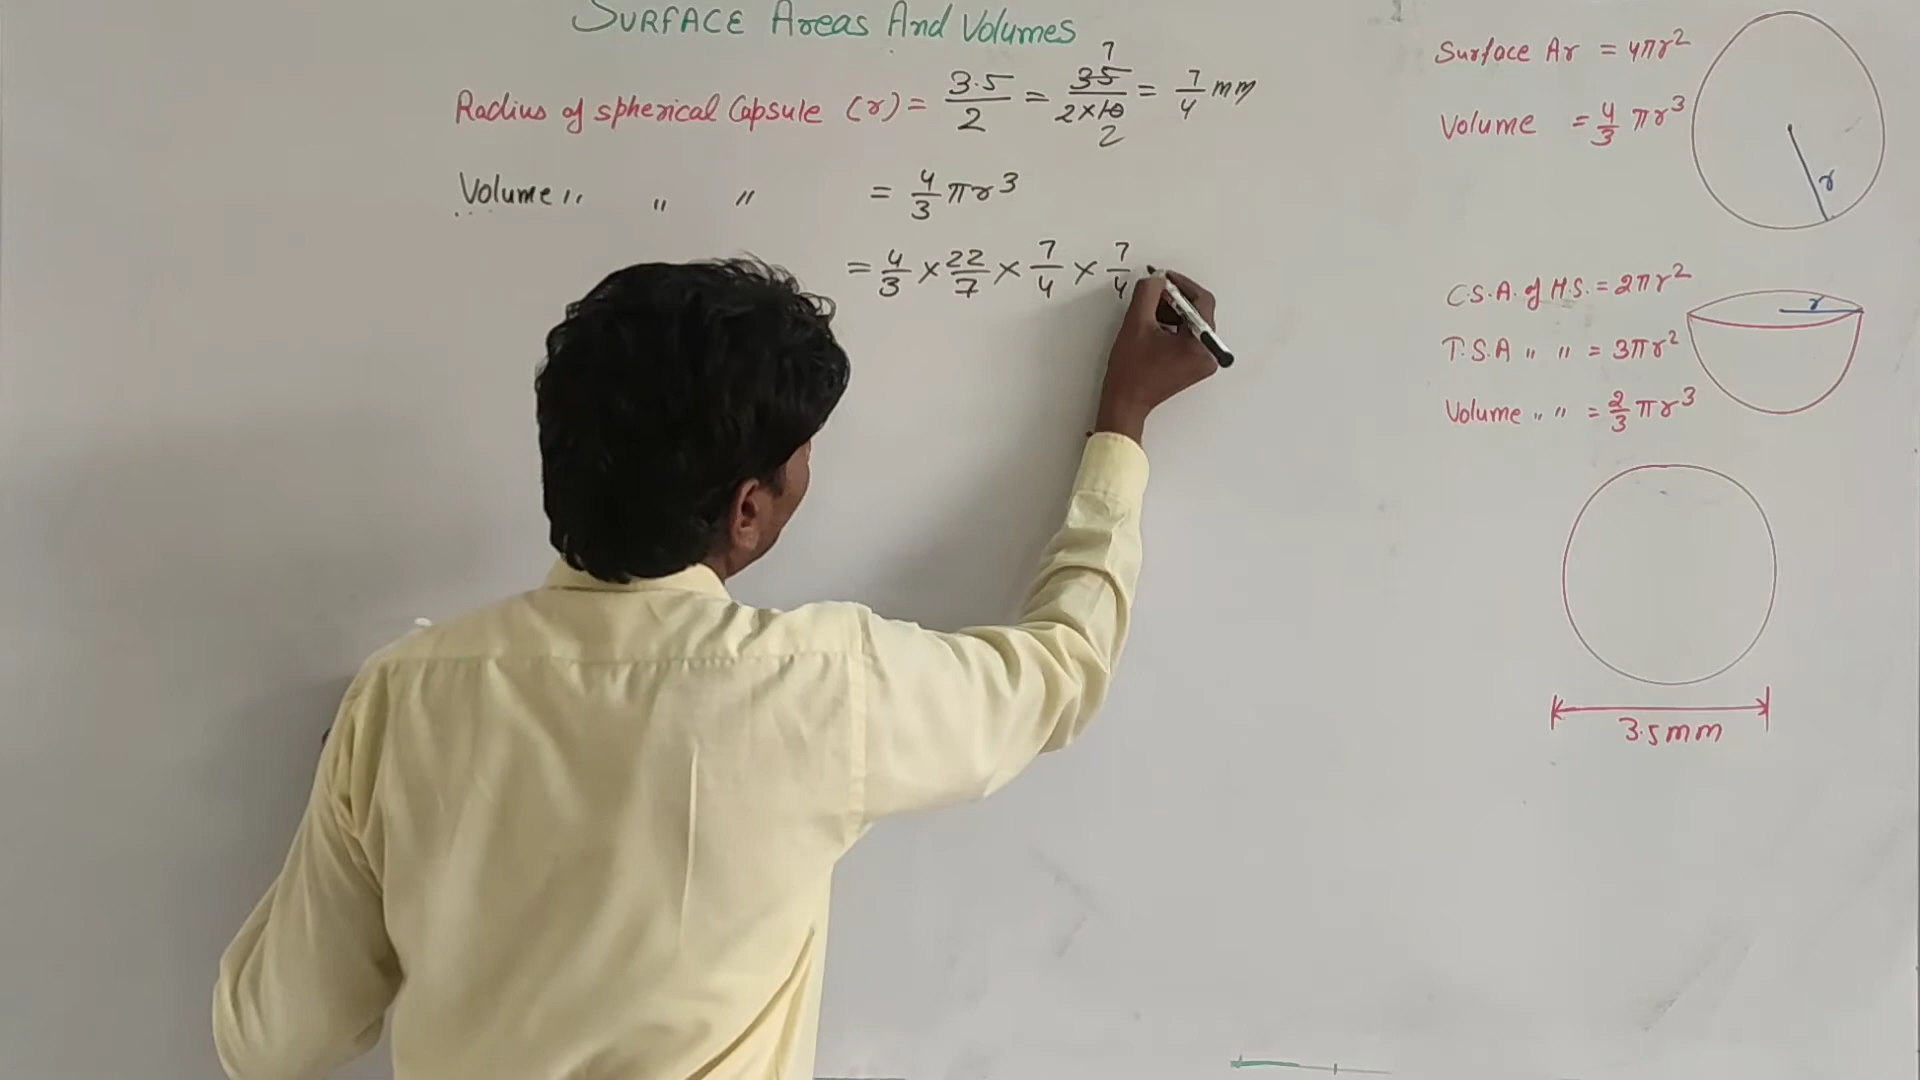 SURFACE Areas And Volumes
Radius of spherical Capsule (r) = 3.5/2 = 35/2×10 = 7/4 mm
7
2
Volume " " " = 4/3 πr³
= 4/3 × 22/7 × 7/4 × 7/4
Surface Ar = 4πr²
Volume = 4/3 πr³
r
C.S.A. of H.S. = 2πr²
r
T.S.A " " = 3πr²
Volume " " = 2/3 πr³
3.5mm